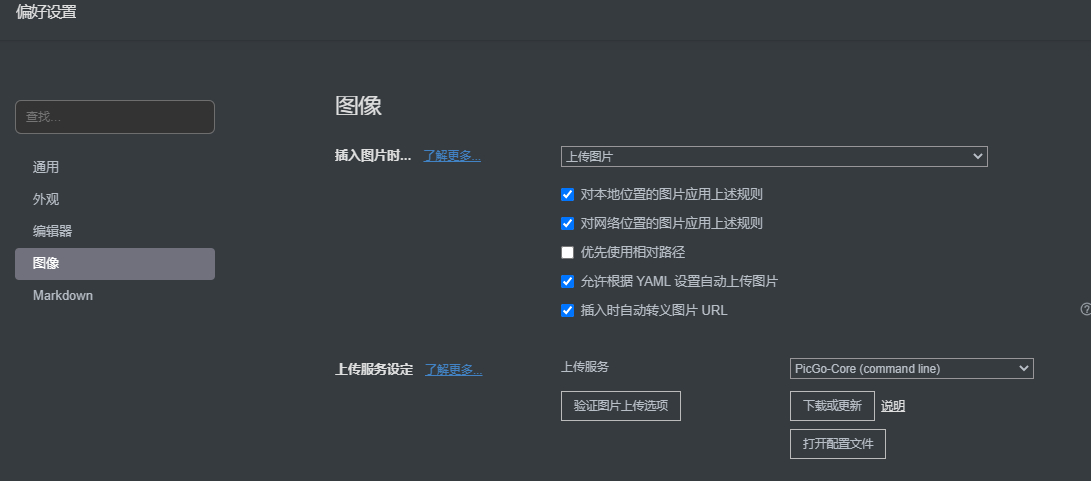 偏好设置
查找...
通用
外观
编辑器
图像
Markdown
图像
插入图片时... 了解更多... 上传图片
对本地位置的图片应用上述规则
对网络位置的图片应用上述规则
优先使用相对路径
允许根据 YAML 设置自动上传图片
插入时自动转义图片 URL
上传服务设定 了解更多... 上传服务 PicGo-Core (command line)
验证图片上传选项 下载或更新 说明
打开配置文件